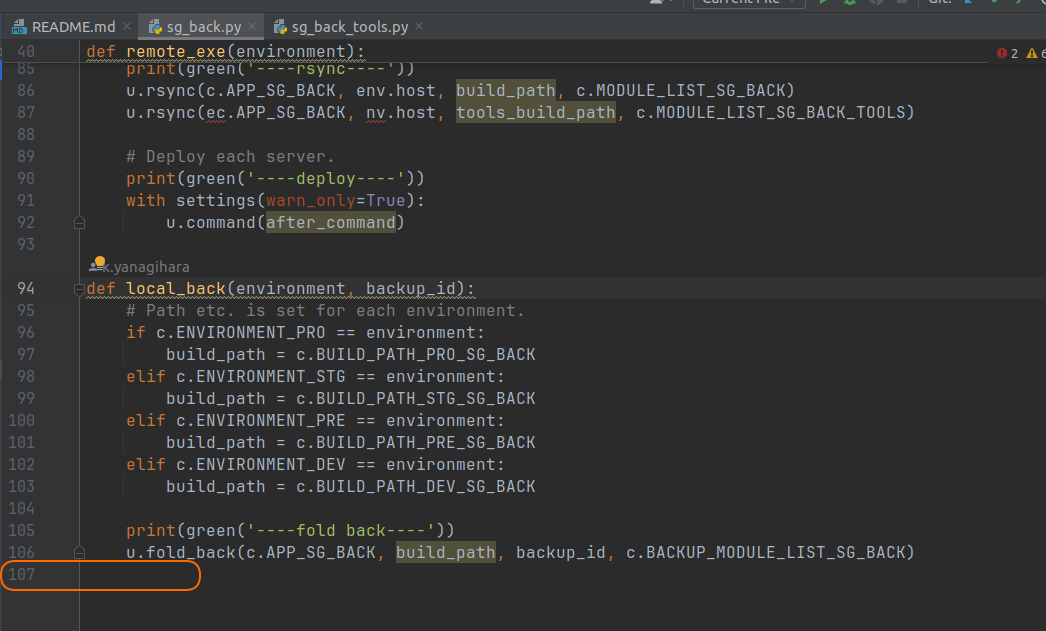 Current File Git:
README.md × sg_back.py × sg_back_tools.py ×
40 def remote_exe(environment): 2 6
85 print(green('----rsync----'))
86 u.rsync(c.APP_SG_BACK, env.host, build_path, c.MODULE_LIST_SG_BACK)
87 u.rsync(ec.APP_SG_BACK, nv.host, tools_build_path, c.MODULE_LIST_SG_BACK_TOOLS)
88
89 # Deploy each server.
90 print(green('----deploy----'))
91 with settings(warn_only=True):
92 u.command(after_command)
93
k.yanagihara
94 def local_back(environment, backup_id):
95 # Path etc. is set for each environment.
96 if c.ENVIRONMENT_PRO == environment:
97 build_path = c.BUILD_PATH_PRO_SG_BACK
98 elif c.ENVIRONMENT_STG == environment:
99 build_path = c.BUILD_PATH_STG_SG_BACK
100 elif c.ENVIRONMENT_PRE == environment:
101 build_path = c.BUILD_PATH_PRE_SG_BACK
102 elif c.ENVIRONMENT_DEV == environment:
103 build_path = c.BUILD_PATH_DEV_SG_BACK
104
105 print(green('----fold back----'))
106 u.fold_back(c.APP_SG_BACK, build_path, backup_id, c.BACKUP_MODULE_LIST_SG_BACK)
107